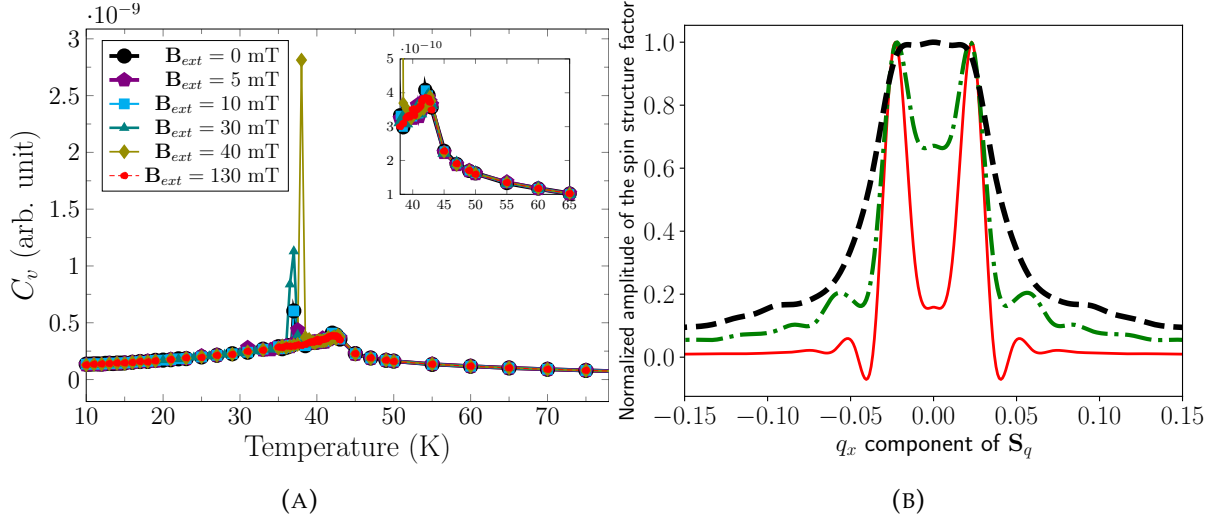 ·10⁻⁹
3
2.5
2
1.5
1
0.5
0
C_v (arb. unit)
B_ext = 0 mT
B_ext = 5 mT
B_ext = 10 mT
B_ext = 30 mT
B_ext = 40 mT
B_ext = 130 mT
·10⁻¹⁰
5
4
3
2
1
40 45 50 55 60 65
10 20 30 40 50 60 70
Temperature (K)
(A)
Normalized amplitude of the spin structure factor
1.0
0.8
0.6
0.4
0.2
0.0
−0.15 −0.10 −0.05 0.00 0.05 0.10 0.15
q_x component of S_q
(B)